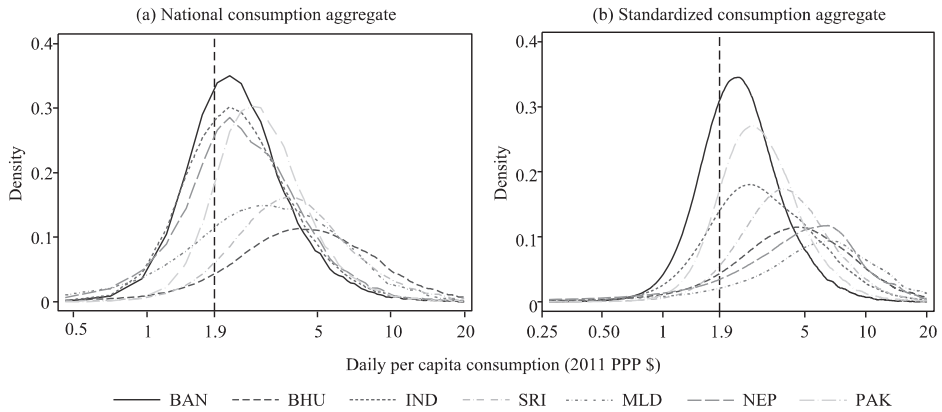 (a) National consumption aggregate
(b) Standardized consumption aggregate
0.4
0.3
0.2
0.1
0
Density
0.5 1 1.9 5 10 20
0.4
0.3
0.2
0.1
0
Density
0.25 0.50 1 1.9 5 10 20
Daily per capita consumption (2011 PPP $)
BAN BHU IND SRI MLD NEP PAK